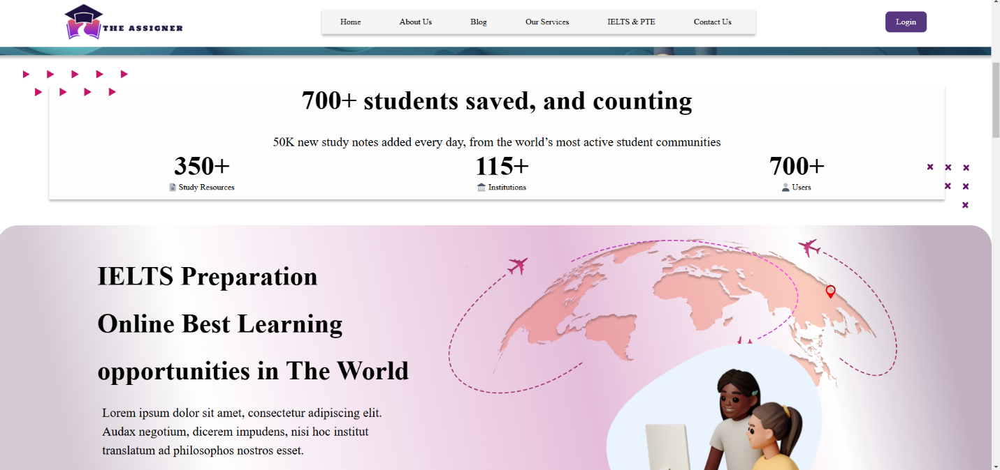 THE ASSIGNER
Home About Us Blog Our Services IELTS & PTE Contact Us
Login
700+ students saved, and counting
50K new study notes added every day, from the world’s most active student communities
350+ 115+ 700+
Study Resources Institutions Users
IELTS Preparation
Online Best Learning
opportunities in The World
Lorem ipsum dolor sit amet, consectetur adipiscing elit.
Audax negotium, dicerem impudens, nisi hoc institut
translatum ad philosophos nostros esset.